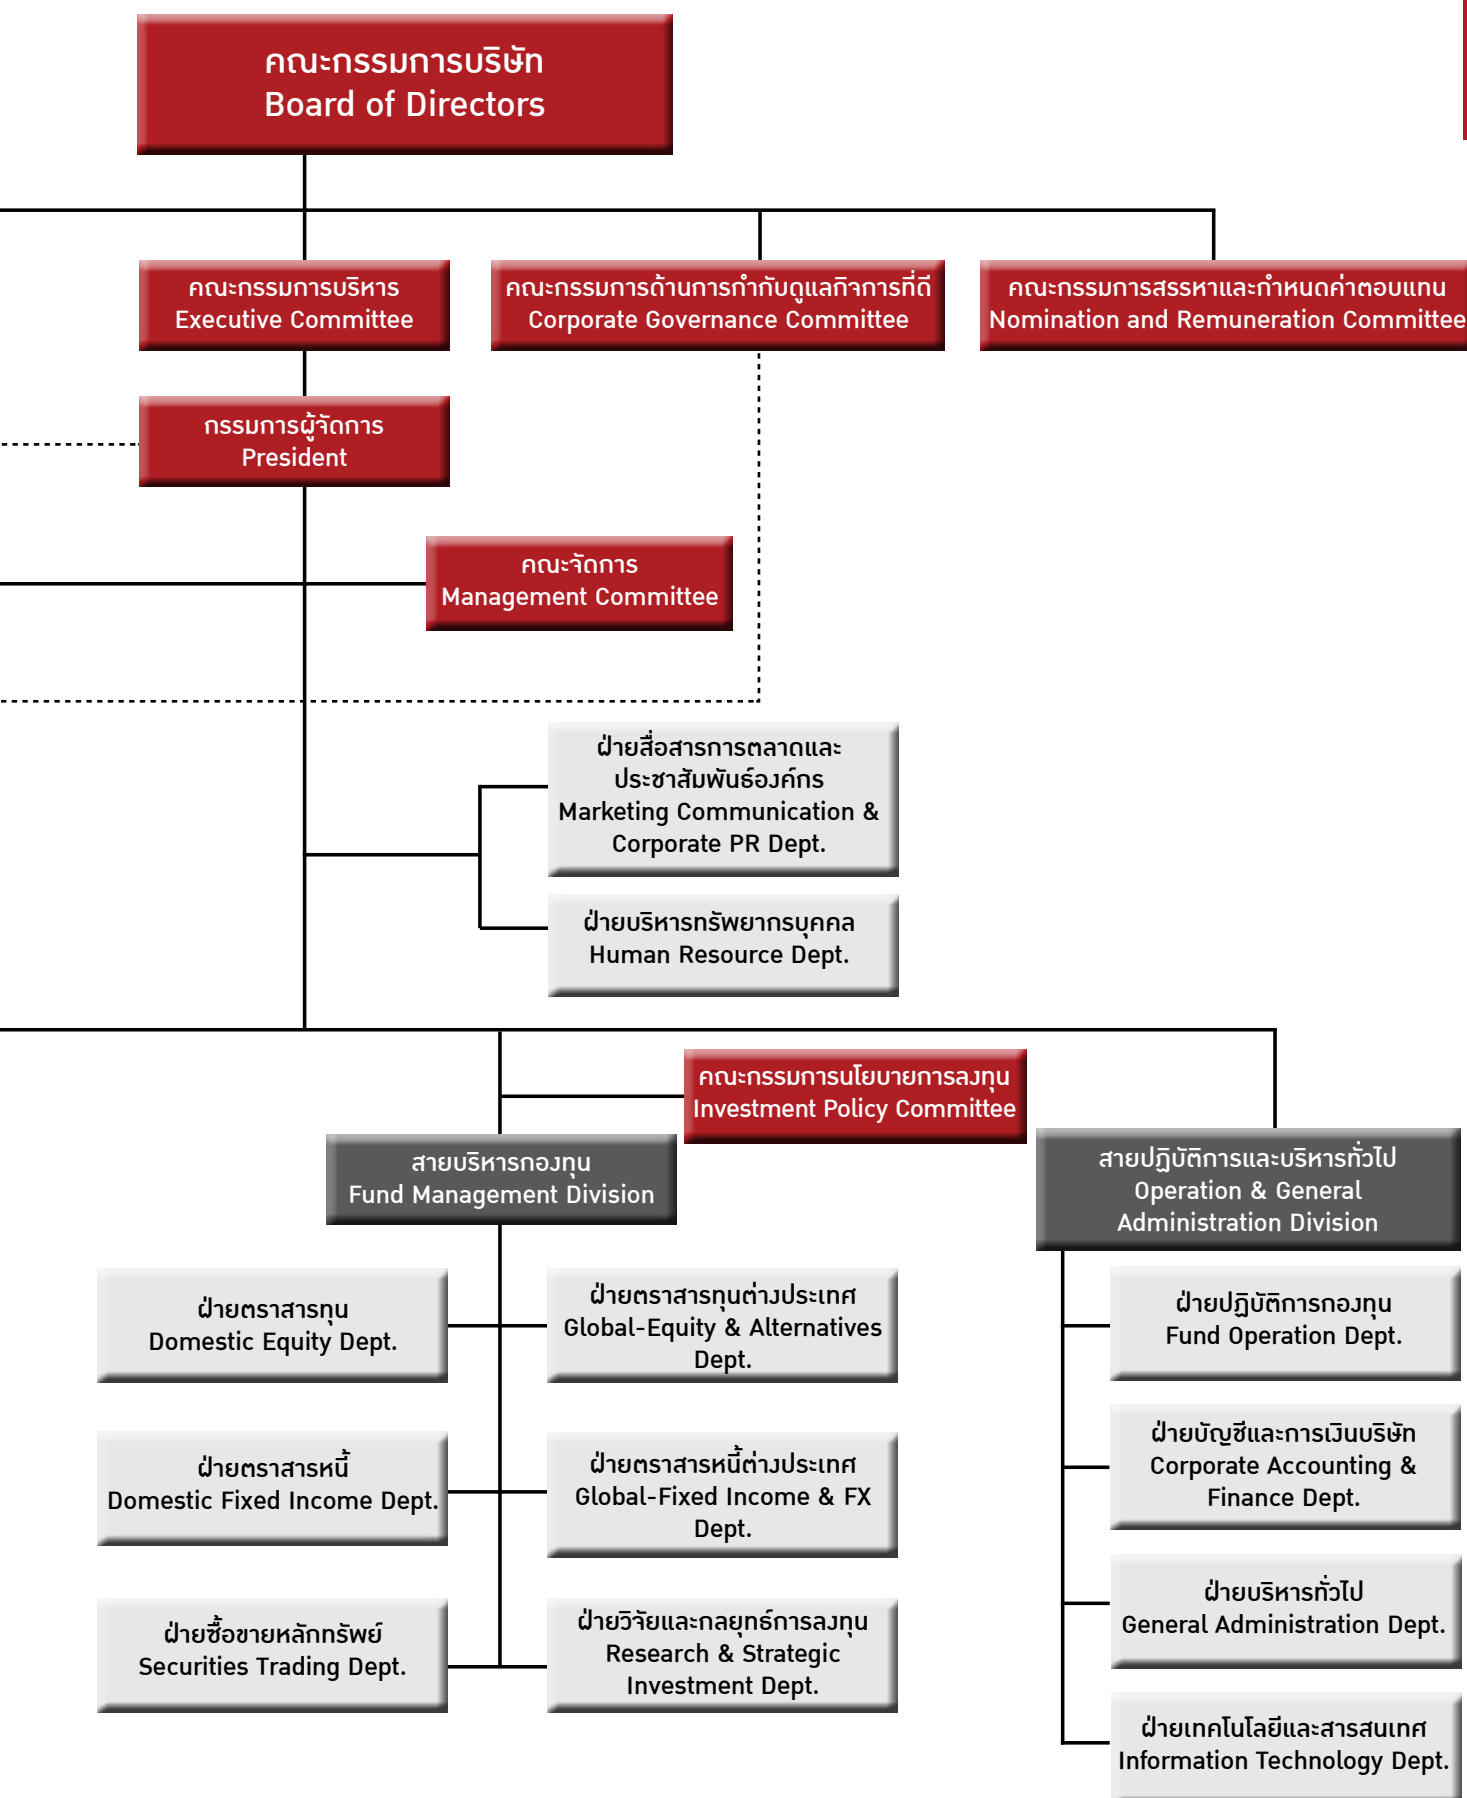 คณะกรรมการบริษัท
Board of Directors
คณะกรรมการบริหาร
Executive Committee
คณะกรรมการด้านการกำกับดูแลกิจการที่ดี
Corporate Governance Committee
คณะกรรมการสรรหาและกำหนดค่าตอบแทน
Nomination and Remuneration Committee
กรรมการผู้จัดการ
President
คณะจัดการ
Management Committee
ฝ่ายสื่อสารการตลาดและ
ประชาสัมพันธ์องค์กร
Marketing Communication &
Corporate PR Dept.
ฝ่ายบริหารทรัพยากรบุคคล
Human Resource Dept.
คณะกรรมการนโยบายการลงทุน
Investment Policy Committee
สายบริหารกองทุน
Fund Management Division
สายปฏิบัติการและบริหารทั่วไป
Operation & General
Administration Division
ฝ่ายตราสารทุน
Domestic Equity Dept.
ฝ่ายตราสารทุนต่างประเทศ
Global-Equity & Alternatives
Dept.
ฝ่ายปฏิบัติการกองทุน
Fund Operation Dept.
ฝ่ายตราสารหนี้
Domestic Fixed Income Dept.
ฝ่ายตราสารหนี้ต่างประเทศ
Global-Fixed Income & FX
Dept.
ฝ่ายบัญชีและการเงินบริษัท
Corporate Accounting &
Finance Dept.
ฝ่ายซื้อขายหลักทรัพย์
Securities Trading Dept.
ฝ่ายวิจัยและกลยุทธ์การลงทุน
Research & Strategic
Investment Dept.
ฝ่ายบริหารทั่วไป
General Administration Dept.
ฝ่ายเทคโนโลยีและสารสนเทศ
Information Technology Dept.